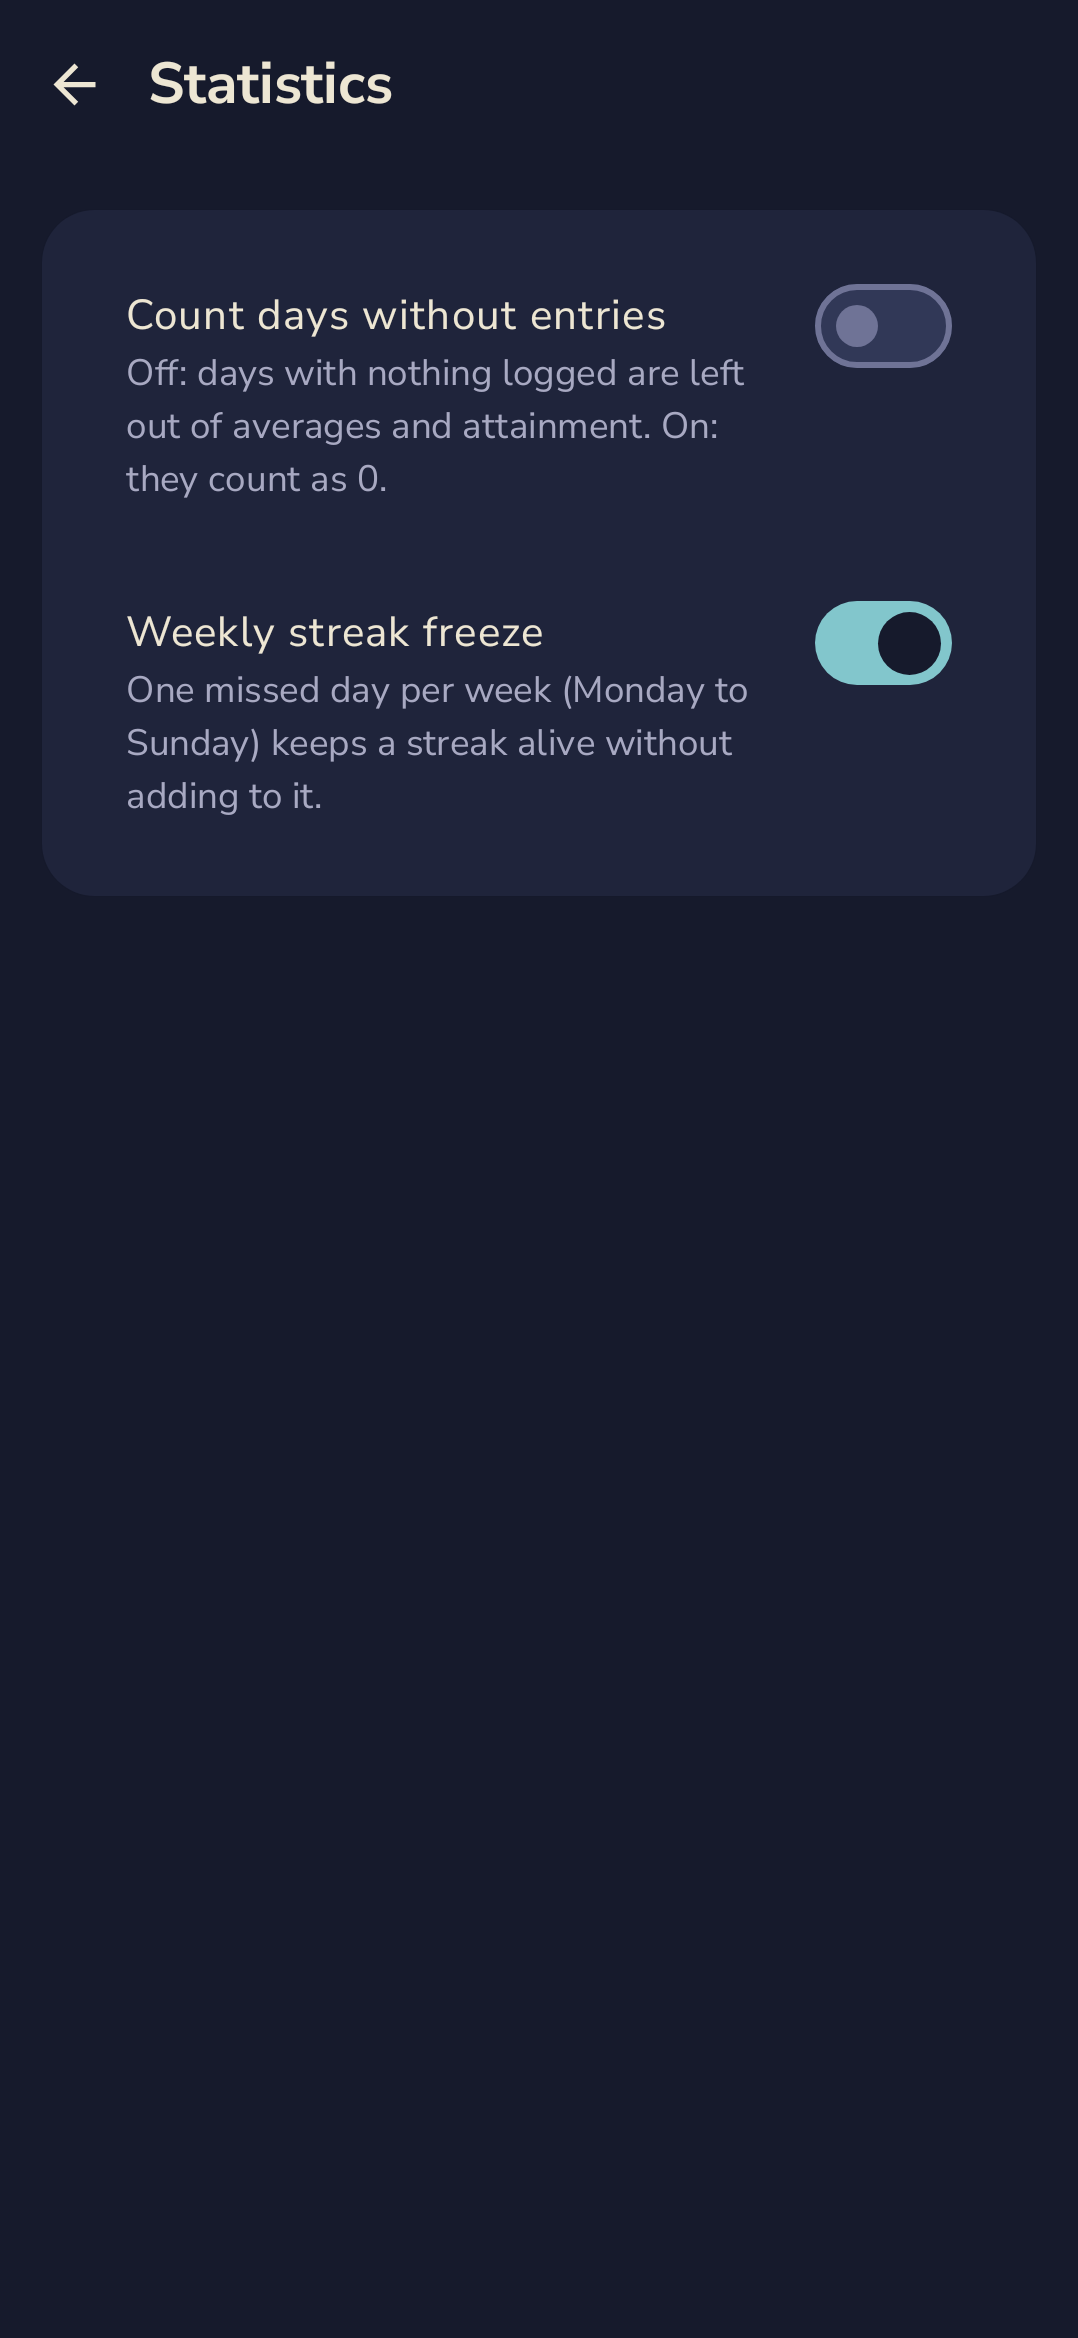 Statistics
Count days without entries
Off: days with nothing logged are left
out of averages and attainment. On:
they count as 0.
Weekly streak freeze
One missed day per week (Monday to
Sunday) keeps a streak alive without
adding to it.